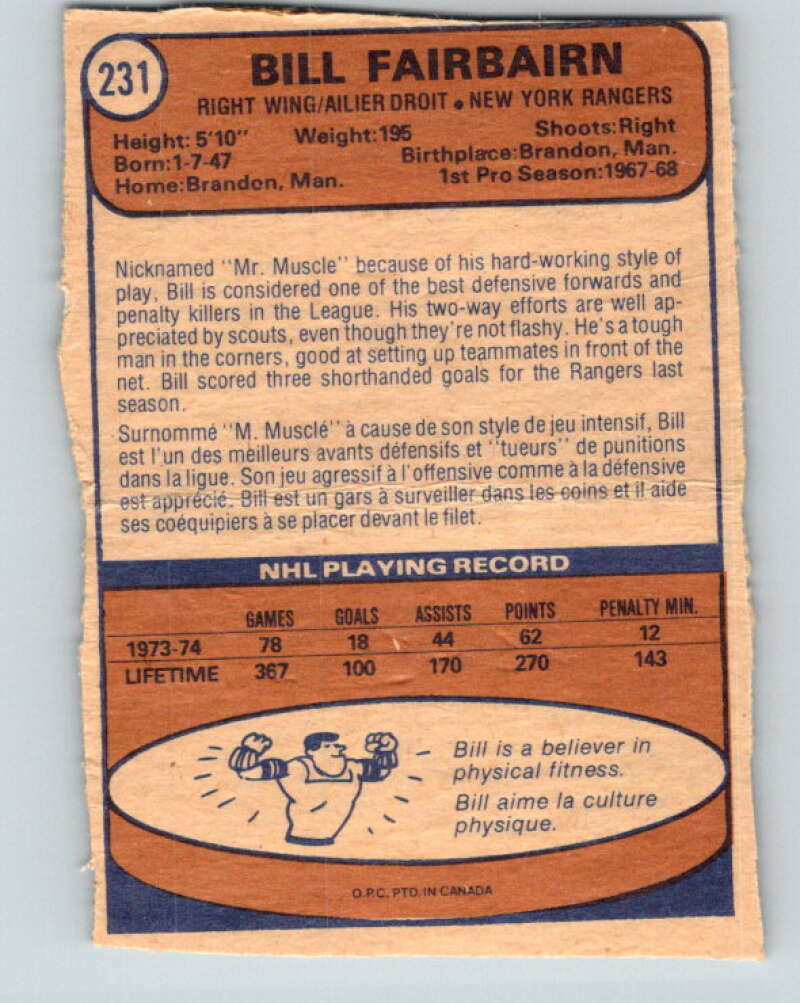 231
BILL FAIRBAIRN
RIGHT WING/AILIER DROIT • NEW YORK RANGERS
Height: 5'10" Weight:195 Shoots:Right
Born:1-7-47 Birthplace:Brandon, Man.
Home:Brandon, Man. 1st Pro Season:1967-68
Nicknamed "Mr. Muscle" because of his hard-working style of
play, Bill is considered one of the best defensive forwards and
penalty killers in the League. His two-way efforts are well ap-
preciated by scouts, even though they're not flashy. He's a tough
man in the corners, good at setting up teammates in front of the
net. Bill scored three shorthanded goals for the Rangers last
season.
Surnommé "M. Musclé" à cause de son style de jeu intensif, Bill
est l'un des meilleurs avants défensifs et "tueurs" de punitions
dans la ligue. Son jeu agressif à l'offensive comme à la défensive
est apprécié. Bill est un gars à surveiller dans les coins et il aide
ses coéquipiers à se placer devant le filet.
NHL PLAYING RECORD
GAMES GOALS ASSISTS POINTS PENALTY MIN.
1973-74 78 18 44 62 12
LIFETIME 367 100 170 270 143
Bill is a believer in
physical fitness.
Bill aime la culture
physique.
O.P.C. PTD. IN CANADA